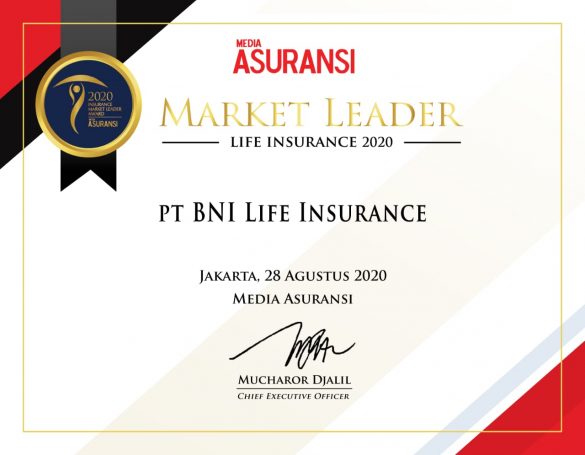 MEDIA
ASURANSI
2020
INSURANCE
MARKET LEADER
AWARD
MEDIA
ASURANSI
MARKET LEADER
LIFE INSURANCE 2020
PT BNI LIFE INSURANCE
JAKARTA, 28 AGUSTUS 2020
MEDIA ASURANSI
MUCHAROR DJALIL
CHIEF EXECUTIVE OFFICER